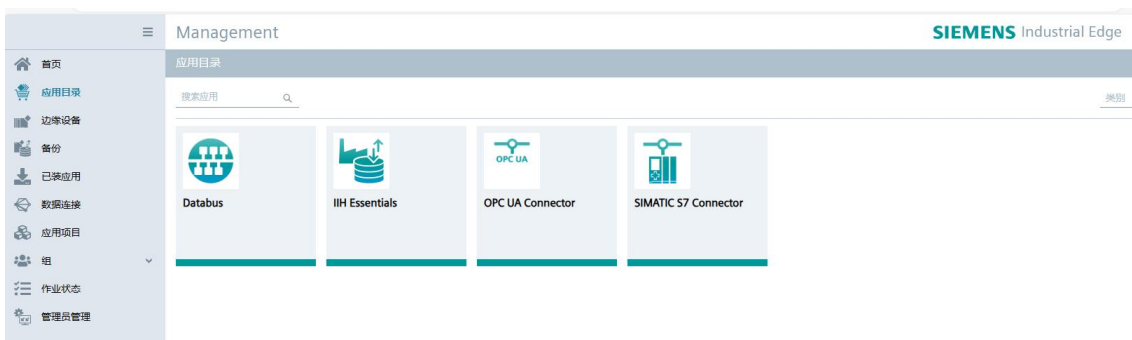 Management
SIEMENS Industrial Edge
首页
应用目录
边缘设备
备份
已装应用
数据连接
应用项目
组
作业状态
管理员管理
应用目录
搜索应用
类别
OPC UA
Databus
IIH Essentials
OPC UA Connector
SIMATIC S7 Connector